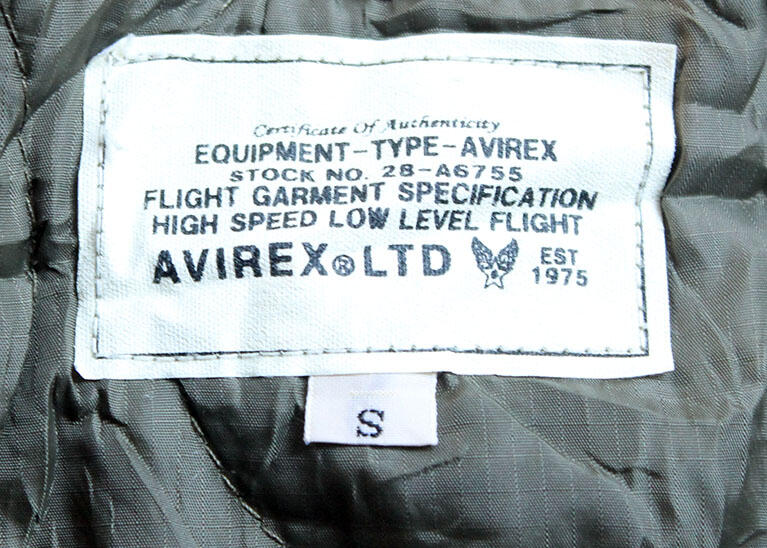 Certificate Of Authenticity
EQUIPMENT-TYPE-AVIREX
STOCK NO. 28-A6755
FLIGHT GARMENT SPECIFICATION
HIGH SPEED LOW LEVEL FLIGHT
AVIREX®LTD
EST
1975
S